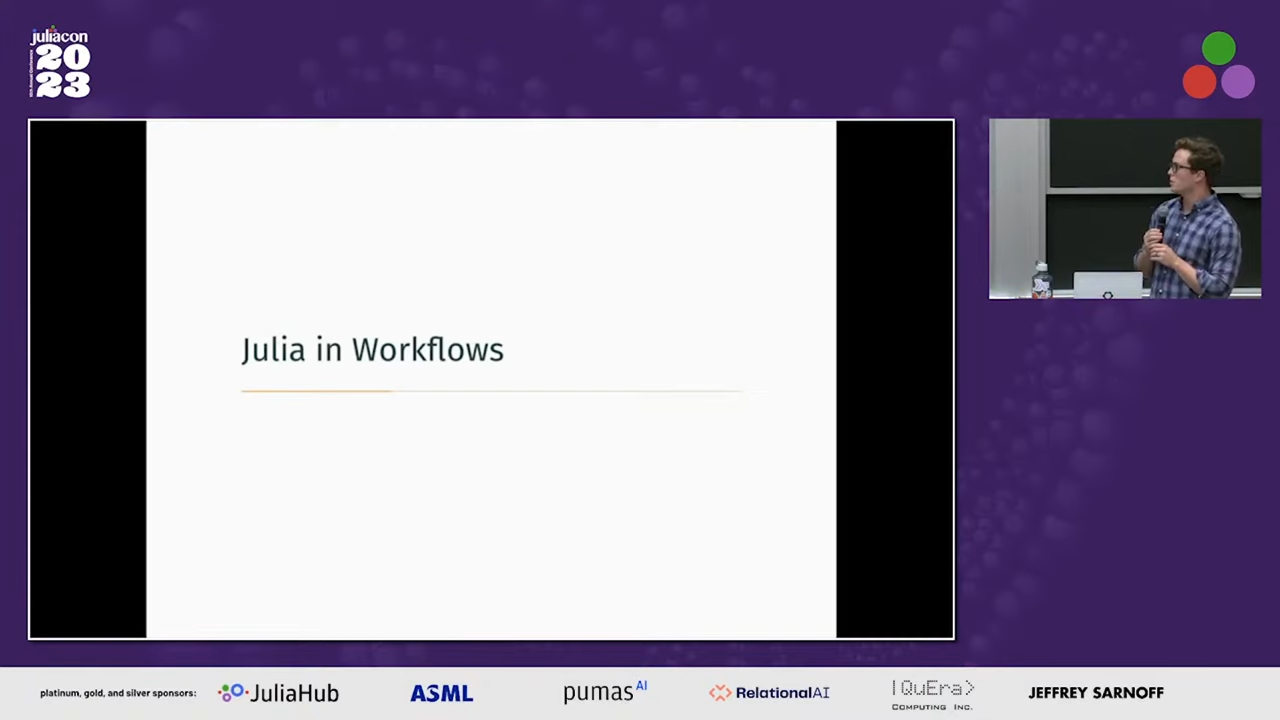 juliacon
20
23
Julia in Workflows
platinum, gold, and silver sponsors:
JuliaHub
ASML
pumas AI
RelationalAI
|QuEra>
COMPUTING INC.
JEFFREY SARNOFF